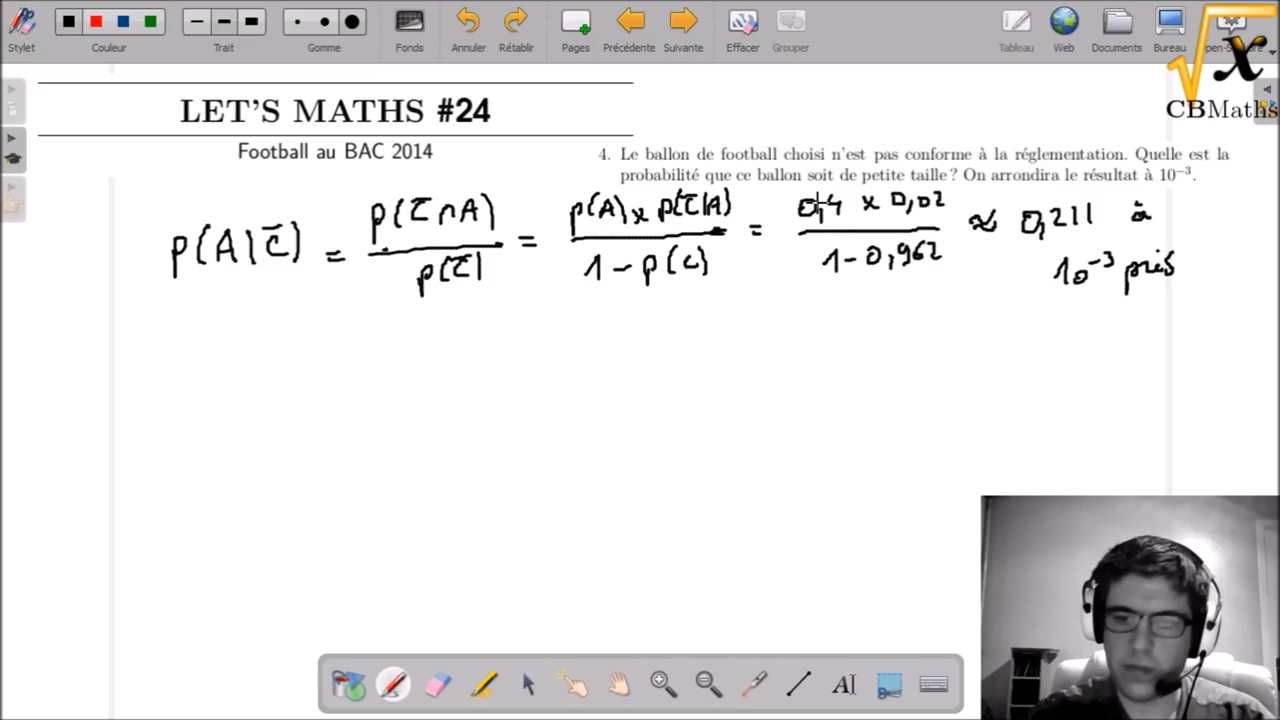 Stylet Couleur Trait Gomme Fonds Annuler Rétablir Pages Précédente Suivante Effacer Grouper Tableau Web Documents Bureau
√x
CBMaths
LET'S MATHS #24
Football au BAC 2014
4. Le ballon de football choisi n'est pas conforme à la réglementation. Quelle est la
probabilité que ce ballon soit de petite taille ? On arrondira le résultat à 10⁻³.
p(A|C̄) = p(C̄∩A)/p(C̄) = p(A) x p(C̄|A)/1-p(C) = 0,4 x 0,02/1-0,962 ≈ 0,211 à
10⁻³ près